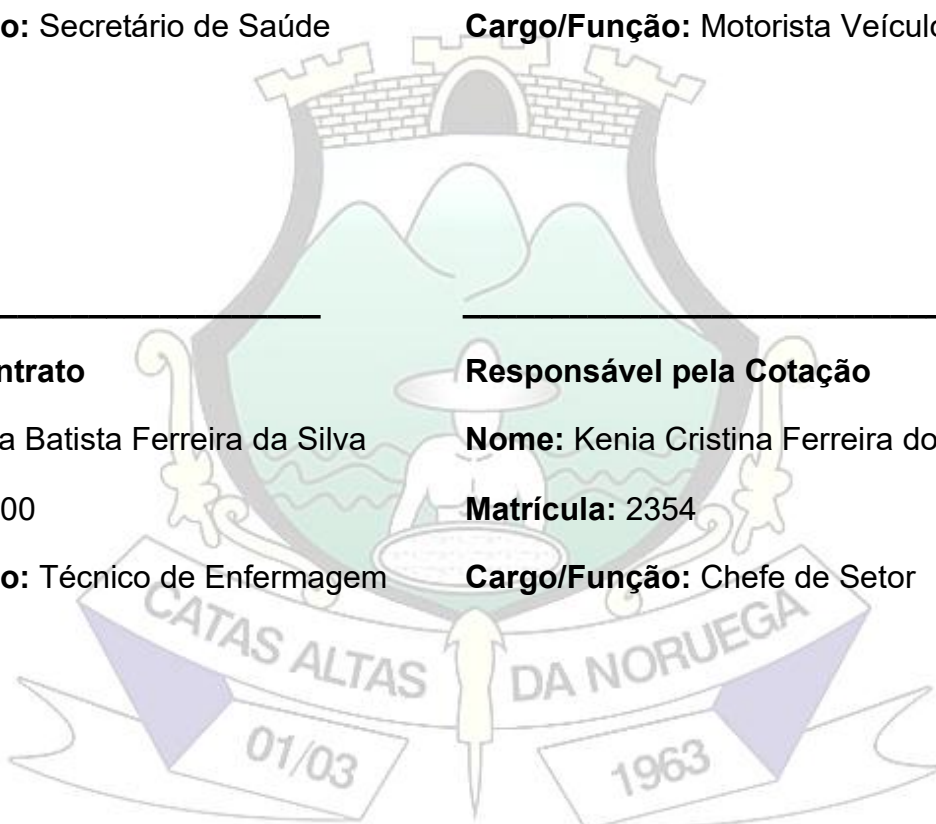 o: Secretário de Saúde
Cargo/Função: Motorista Veícul
ntrato
Responsável pela Cotação
a Batista Ferreira da Silva
Nome: Kenia Cristina Ferreira do
00
Matrícula: 2354
o: Técnico de Enfermagem
Cargo/Função: Chefe de Setor
CATAS ALTAS DA NORUEGA
01/03 1963